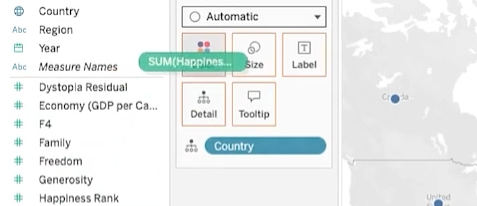 Country
Abc Region
Year
Abc Measure Names
Dystopia Residual
Economy (GDP per Ca...
F4
Family
Freedom
Generosity
Happiness Rank
Automatic
SUM(Happines...
Size
Label
Detail
Tooltip
Country
Canada
United